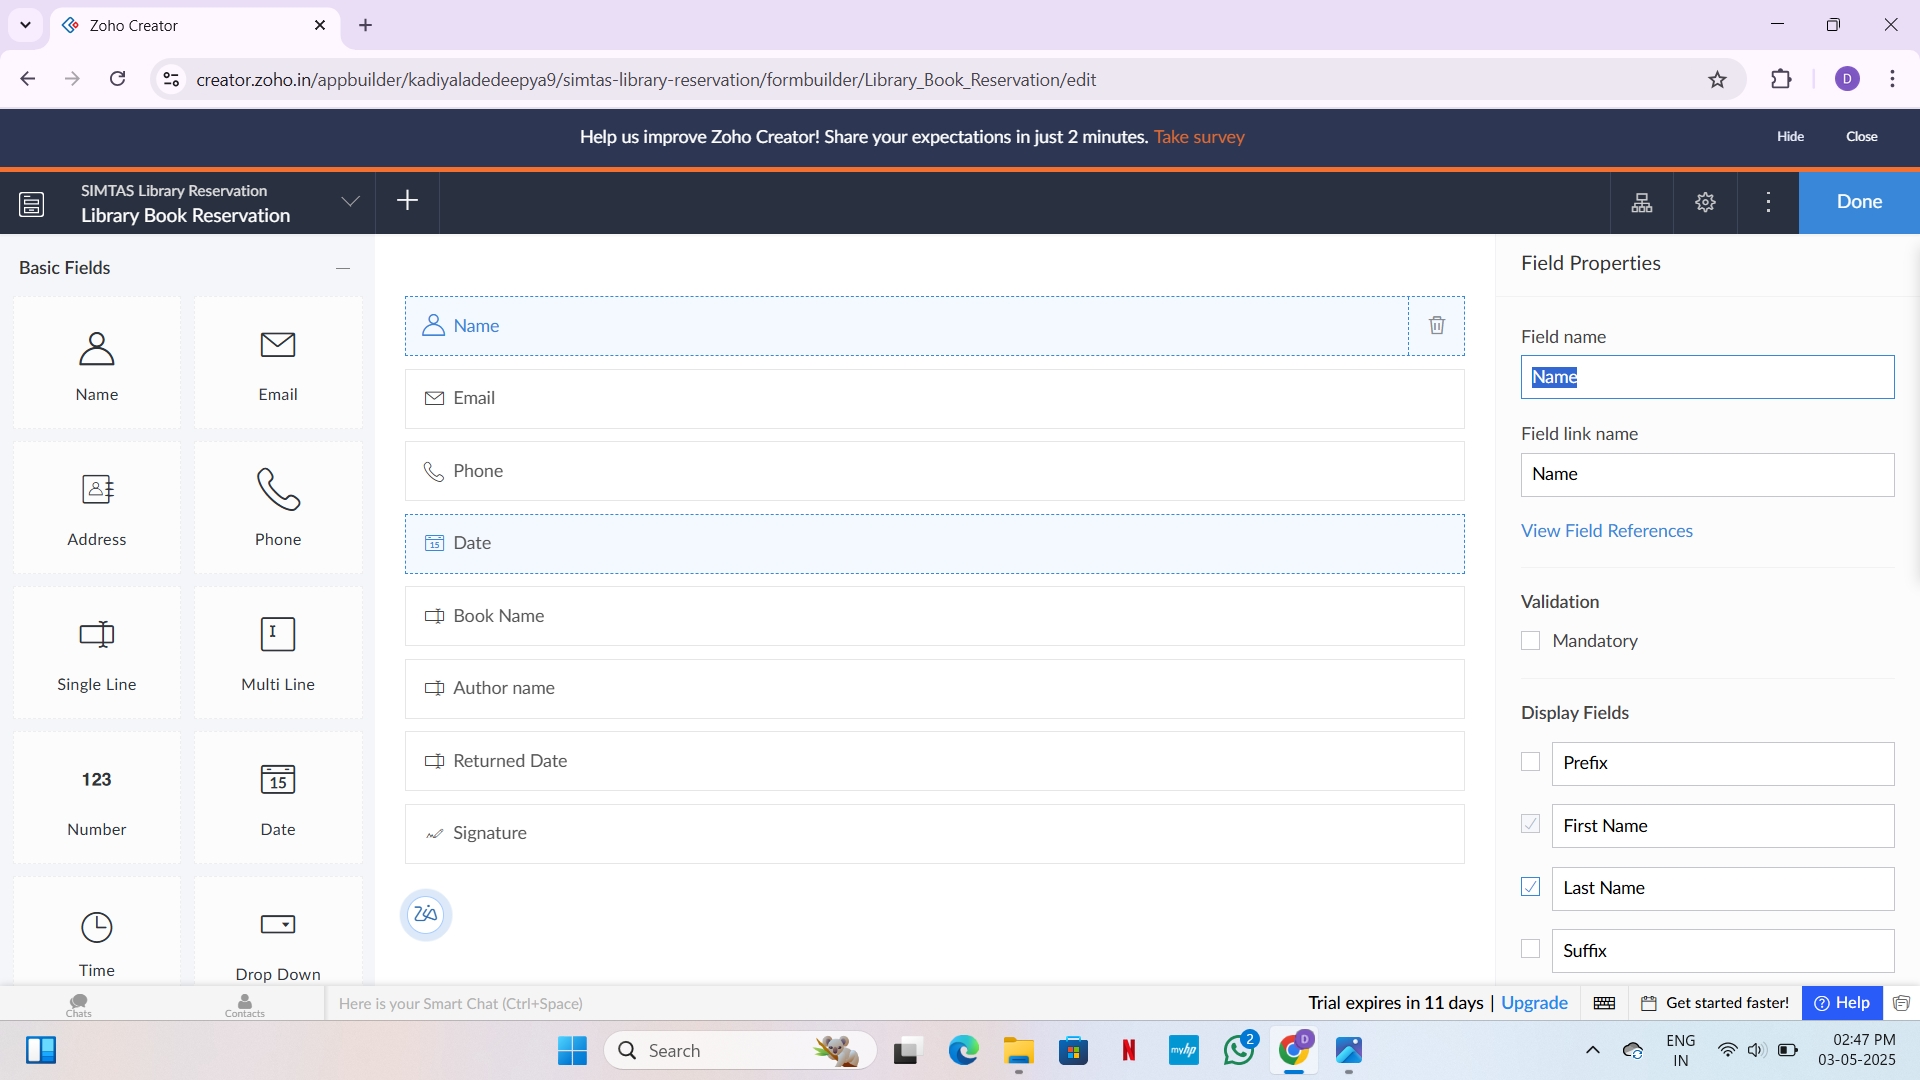 Zoho Creator
creator.zoho.in/appbuilder/kadiyaladedeepya9/simtas-library-reservation/formbuilder/Library_Book_Reservation/edit
D
Help us improve Zoho Creator! Share your expectations in just 2 minutes. Take survey
Hide
Close
SIMTAS Library Reservation
Library Book Reservation
Done
Basic Fields
Name
Email
Address
Phone
Single Line
Multi Line
123
Number
15
Date
Time
Drop Down
Name
Email
Phone
15 Date
Book Name
Author name
Returned Date
Signature
Zia
Field Properties
Field name
Name
Field link name
Name
View Field References
Validation
Mandatory
Display Fields
Prefix
First Name
Last Name
Suffix
Chats
Contacts
Here is your Smart Chat (Ctrl+Space)
Trial expires in 11 days | Upgrade
Get started faster!
Help
Search
N
myhp
2
D
ENG
IN
02:47 PM
03-05-2025